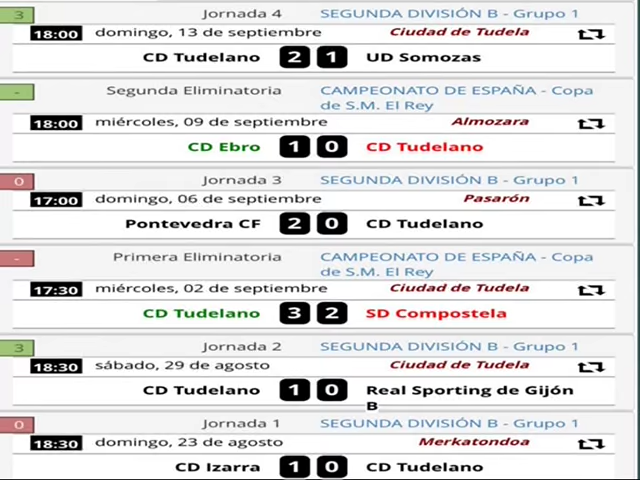 3 Jornada 4 SEGUNDA DIVISIÓN B - Grupo 1
18:00 domingo, 13 de septiembre Ciudad de Tudela
CD Tudelano 2 1 UD Somozas
- Segunda Eliminatoria CAMPEONATO DE ESPAÑA - Copa
de S.M. El Rey
18:00 miércoles, 09 de septiembre Almozara
CD Ebro 1 0 CD Tudelano
0 Jornada 3 SEGUNDA DIVISIÓN B - Grupo 1
17:00 domingo, 06 de septiembre Pasarón
Pontevedra CF 2 0 CD Tudelano
- Primera Eliminatoria CAMPEONATO DE ESPAÑA - Copa
de S.M. El Rey
17:30 miércoles, 02 de septiembre Ciudad de Tudela
CD Tudelano 3 2 SD Compostela
3 Jornada 2 SEGUNDA DIVISIÓN B - Grupo 1
18:30 sábado, 29 de agosto Ciudad de Tudela
CD Tudelano 1 0 Real Sporting de Gijón
B
0 Jornada 1 SEGUNDA DIVISIÓN B - Grupo 1
18:30 domingo, 23 de agosto Merkatondoa
CD Izarra 1 0 CD Tudelano